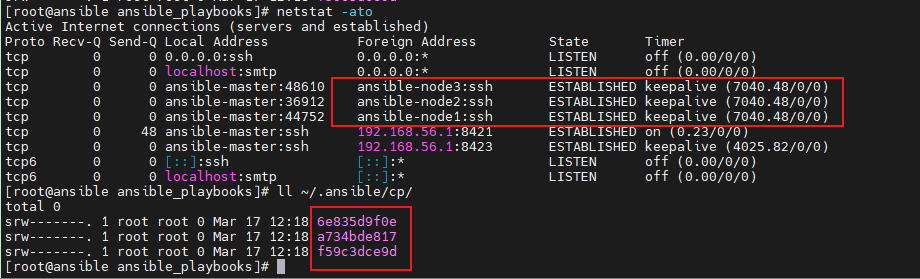 [root@ansible ansible_playbooks]# netstat -ato
Active Internet connections (servers and established)
Proto Recv-Q Send-Q Local Address Foreign Address State Timer
tcp 0 0 0.0.0.0:ssh 0.0.0.0:* LISTEN off (0.00/0/0)
tcp 0 0 localhost:smtp 0.0.0.0:* LISTEN off (0.00/0/0)
tcp 0 0 ansible-master:48610 ansible-node3:ssh ESTABLISHED keepalive (7040.48/0/0)
tcp 0 0 ansible-master:36912 ansible-node2:ssh ESTABLISHED keepalive (7040.48/0/0)
tcp 0 0 ansible-master:44752 ansible-node1:ssh ESTABLISHED keepalive (7040.48/0/0)
tcp 0 48 ansible-master:ssh 192.168.56.1:8421 ESTABLISHED on (0.23/0/0)
tcp 0 0 ansible-master:ssh 192.168.56.1:8423 ESTABLISHED keepalive (4025.82/0/0)
tcp6 0 0 [::]:ssh [::]:* LISTEN off (0.00/0/0)
tcp6 0 0 localhost:smtp [::]:* LISTEN off (0.00/0/0)
[root@ansible ansible_playbooks]# ll ~/.ansible/cp/
total 0
srw-------. 1 root root 0 Mar 17 12:18 6e835d9f0e
srw-------. 1 root root 0 Mar 17 12:18 a734bde817
srw-------. 1 root root 0 Mar 17 12:18 f59c3dce9d
[root@ansible ansible_playbooks]#